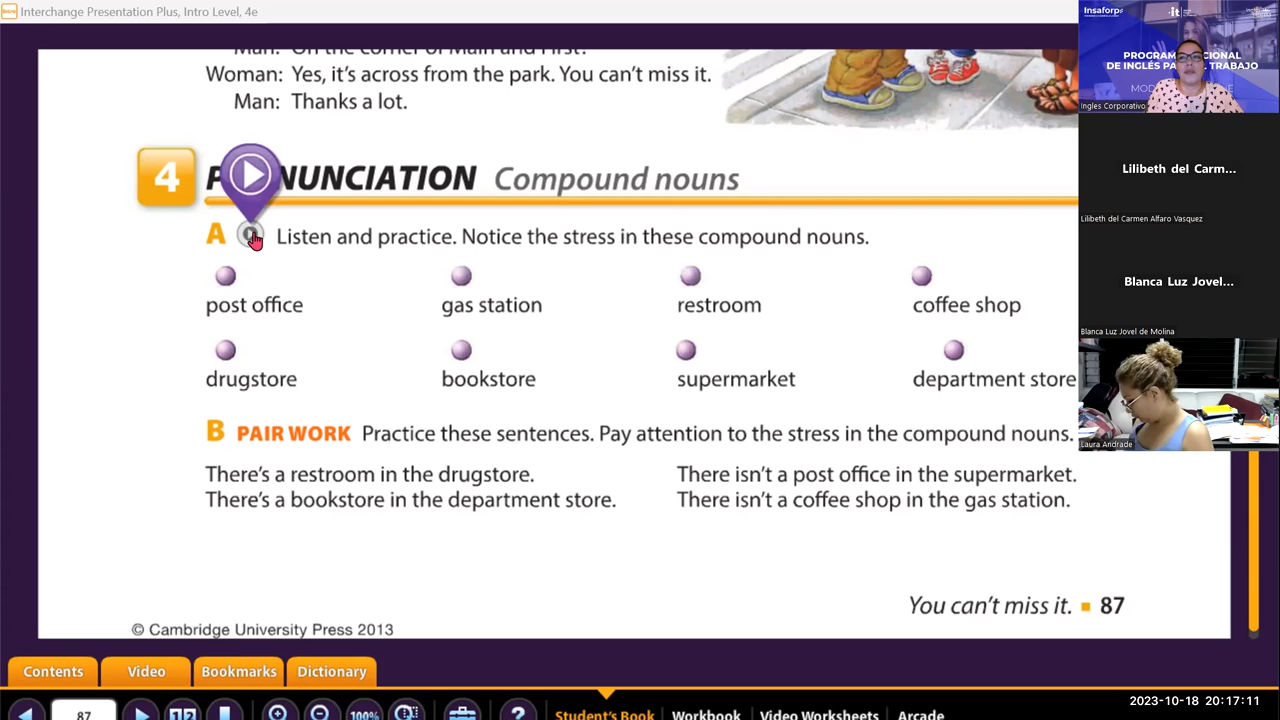 Interchange Presentation Plus, Intro Level, 4e
Woman: Yes, it's across from the park. You can't miss it.
Man: Thanks a lot.
4 PRONUNCIATION Compound nouns
A Listen and practice. Notice the stress in these compound nouns.
post office gas station restroom coffee shop
drugstore bookstore supermarket department store
B PAIR WORK Practice these sentences. Pay attention to the stress in the compound nouns.
There's a restroom in the drugstore. There isn't a post office in the supermarket.
There's a bookstore in the department store. There isn't a coffee shop in the gas station.
You can't miss it. 87
© Cambridge University Press 2013
Contents Video Bookmarks Dictionary
87 1 2 100% ? Student's Book Workbook Video Worksheets Arcade
Insaforp
Ingles Corporativo
Lilibeth del Carm...
Lilibeth del Carmen Alfaro Vasquez
Blanca Luz Jovel...
Blanca Luz Jovel de Molina
Laura Andrade
2023-10-18 20:17:11